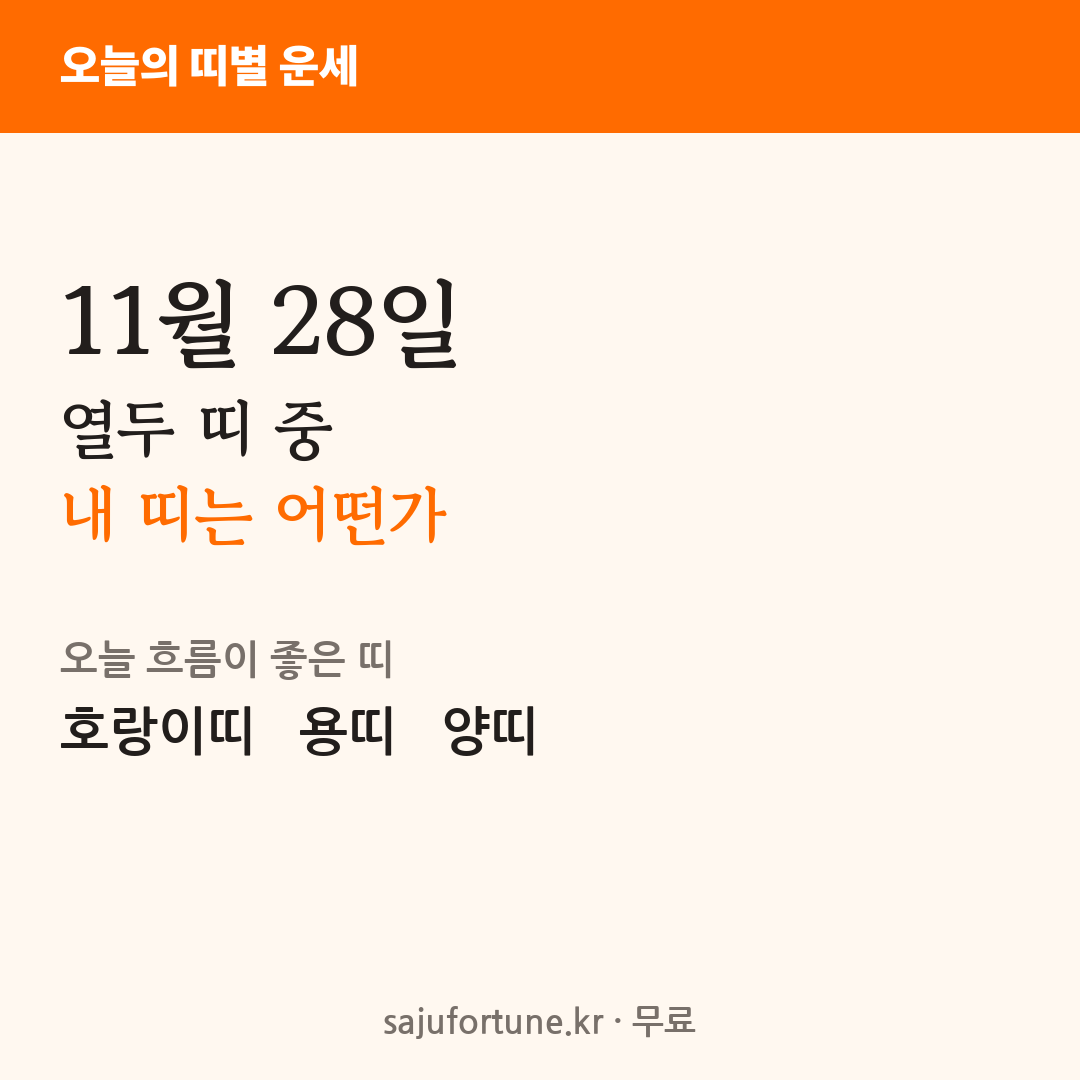 오늘의 띠별 운세
11월 28일
열두 띠 중
내 띠는 어떤가
오늘 흐름이 좋은 띠
호랑이띠 용띠 양띠
sajufortune.kr · 무료